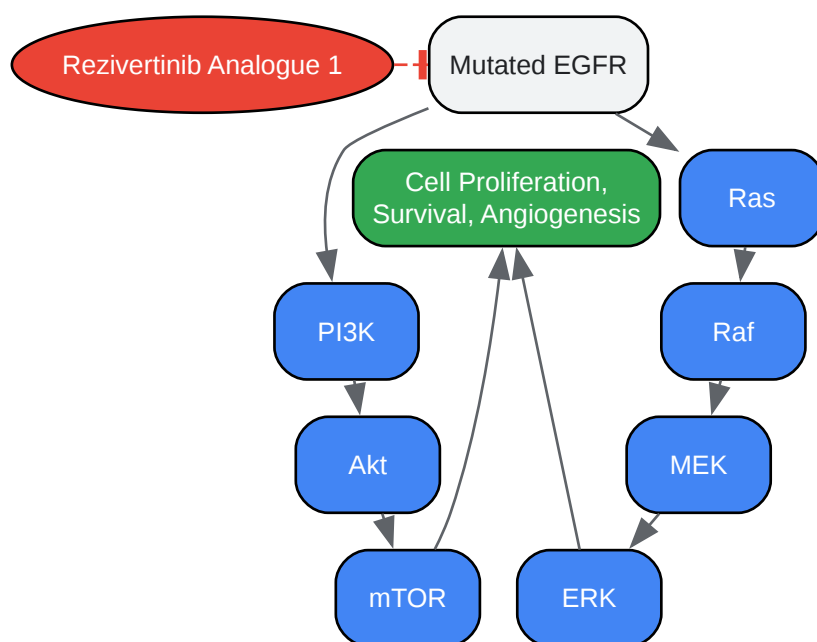 Rezivertinib Analogue 1
Mutated EGFR
Cell Proliferation,
Survival, Angiogenesis
Ras
PI3K
Raf
Akt
MEK
mTOR
ERK